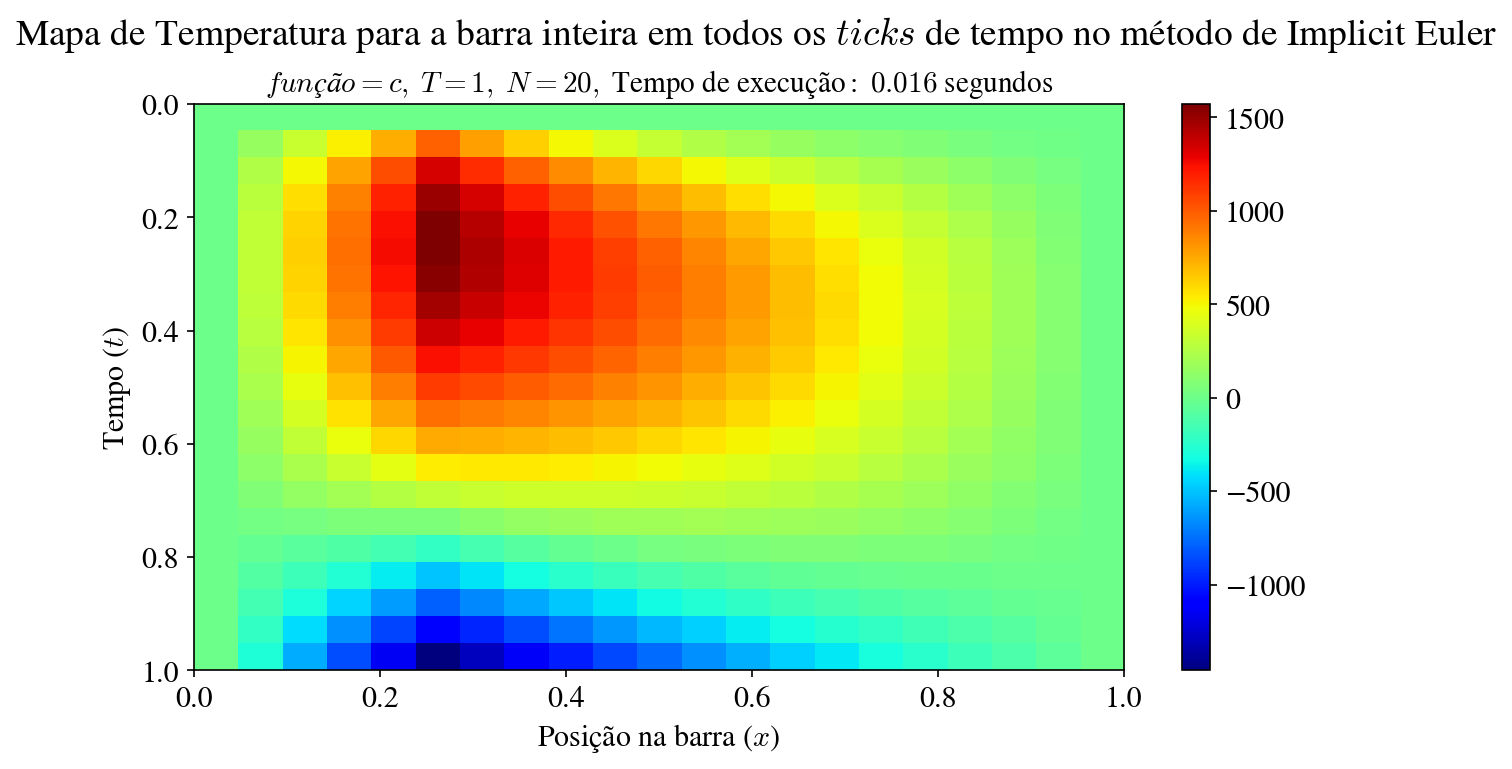 Mapa de Temperatura para a barra inteira em todos os ticks de tempo no método de Implicit Euler
função = c, T = 1, N = 20, Tempo de execução: 0.016 segundos
0.0
0.2
0.4
0.6
0.8
1.0
Tempo (t)
0.0 0.2 0.4 0.6 0.8 1.0
Posição na barra (x)
1500
1000
500
0
−500
−1000